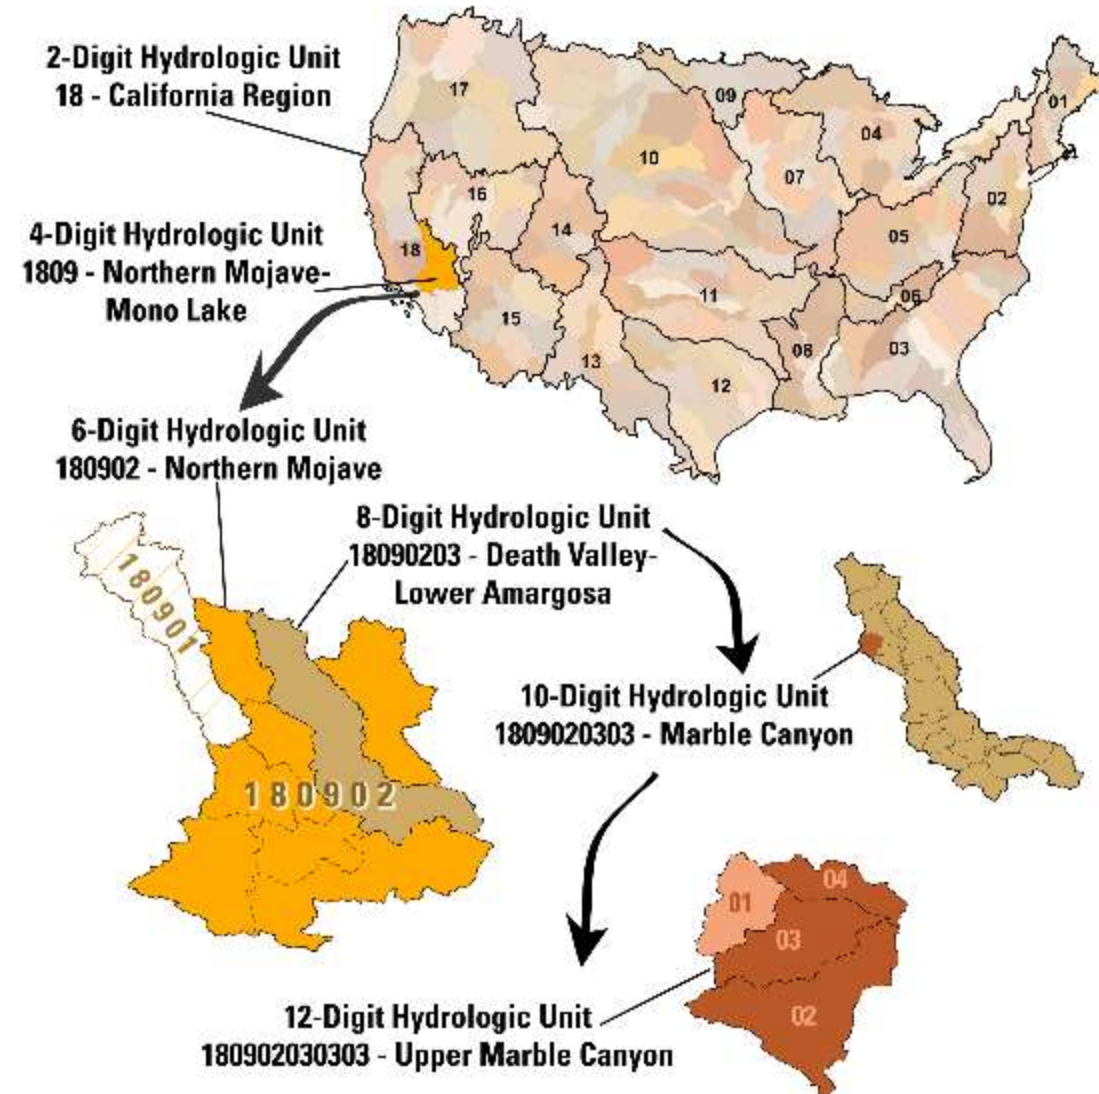 2-Digit Hydrologic Unit
18 - California Region
17
09
01
04
10
07
16
02
4-Digit Hydrologic Unit
1809 - Northern Mojave-
Mono Lake
18
14
05
11
06
15
13
08
03
12
6-Digit Hydrologic Unit
180902 - Northern Mojave
8-Digit Hydrologic Unit
18090203 - Death Valley-
Lower Amargosa
180901
10-Digit Hydrologic Unit
1809020303 - Marble Canyon
180902
04
01
03
02
12-Digit Hydrologic Unit
180902030303 - Upper Marble Canyon